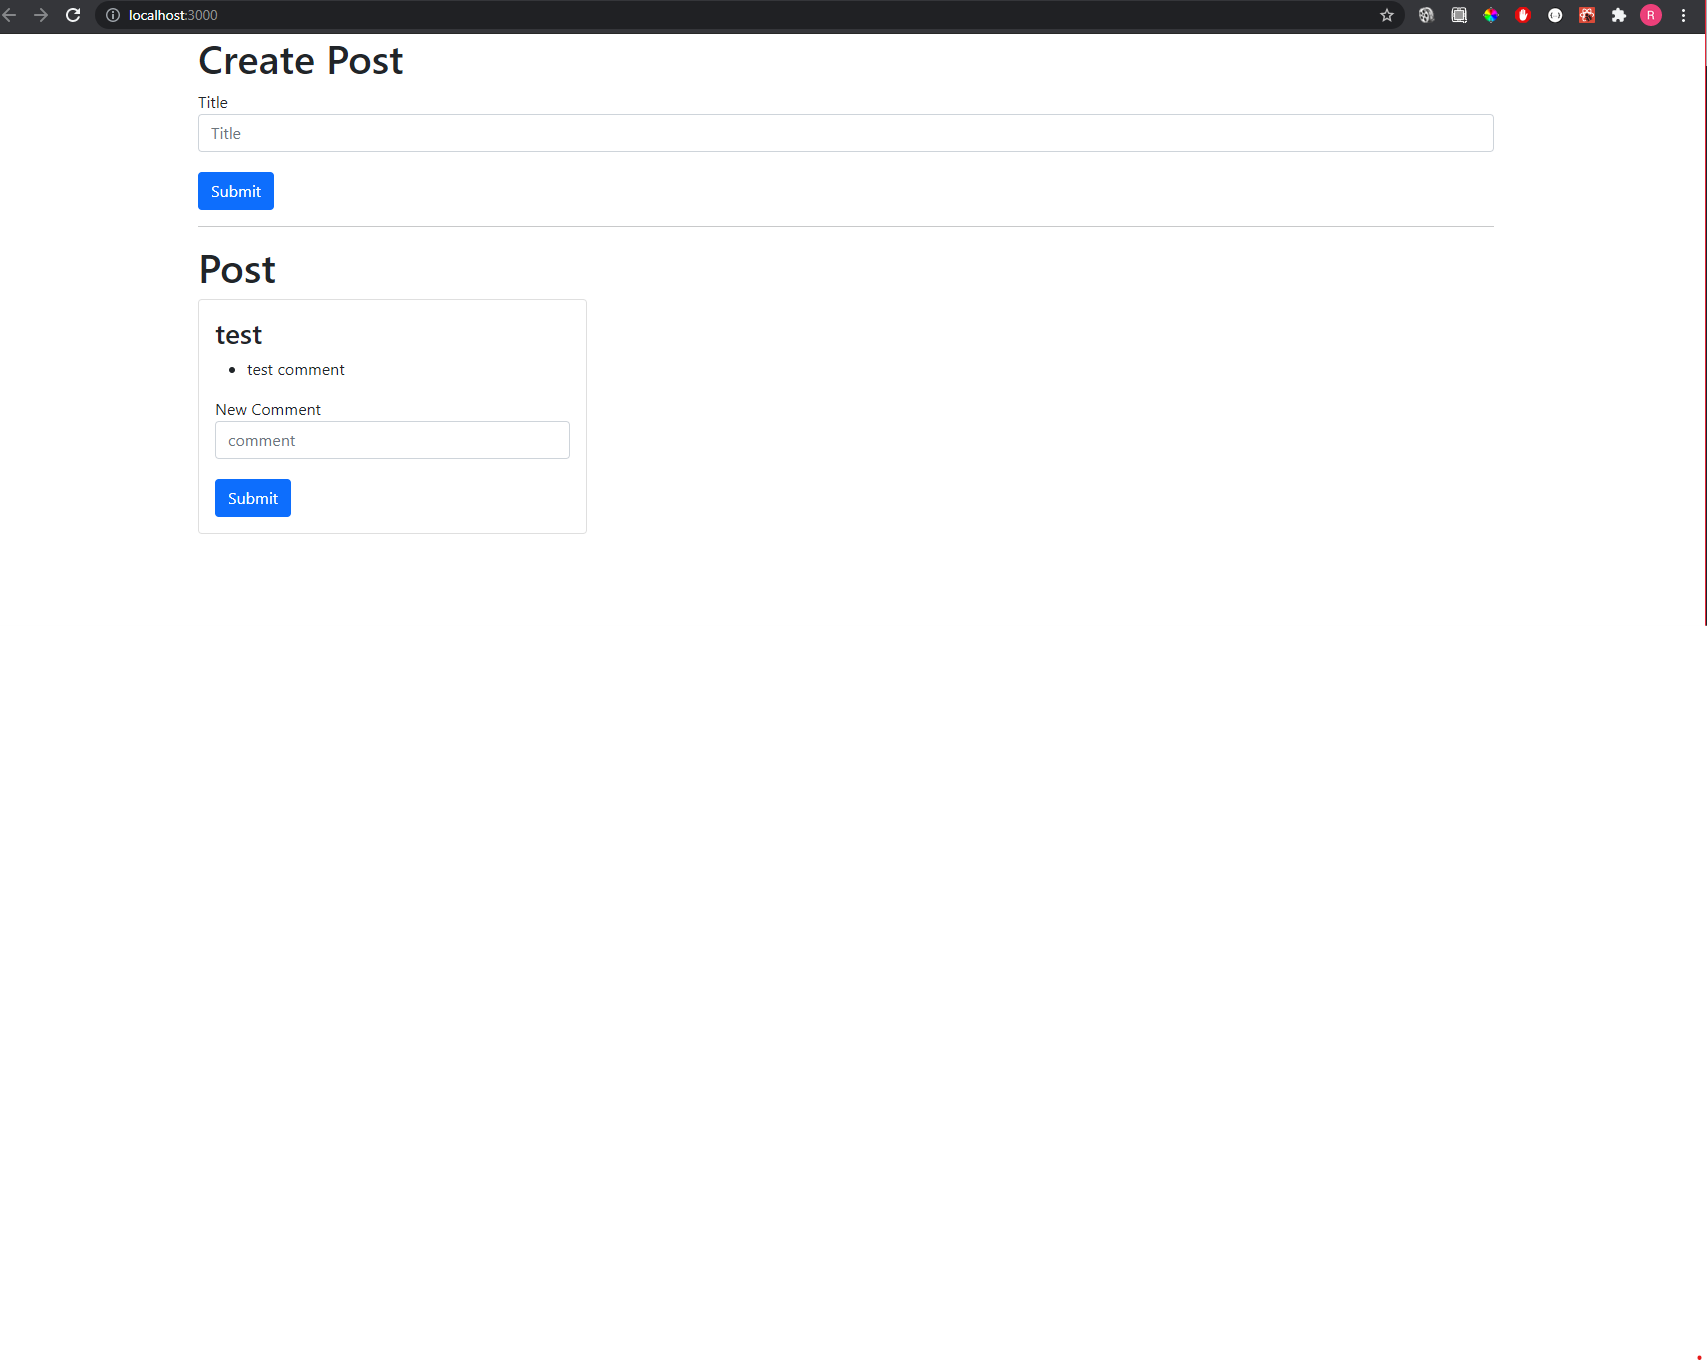 localhost:3000
R
Create Post
Title
Title
Submit
Post
test
• test comment
New Comment
comment
Submit